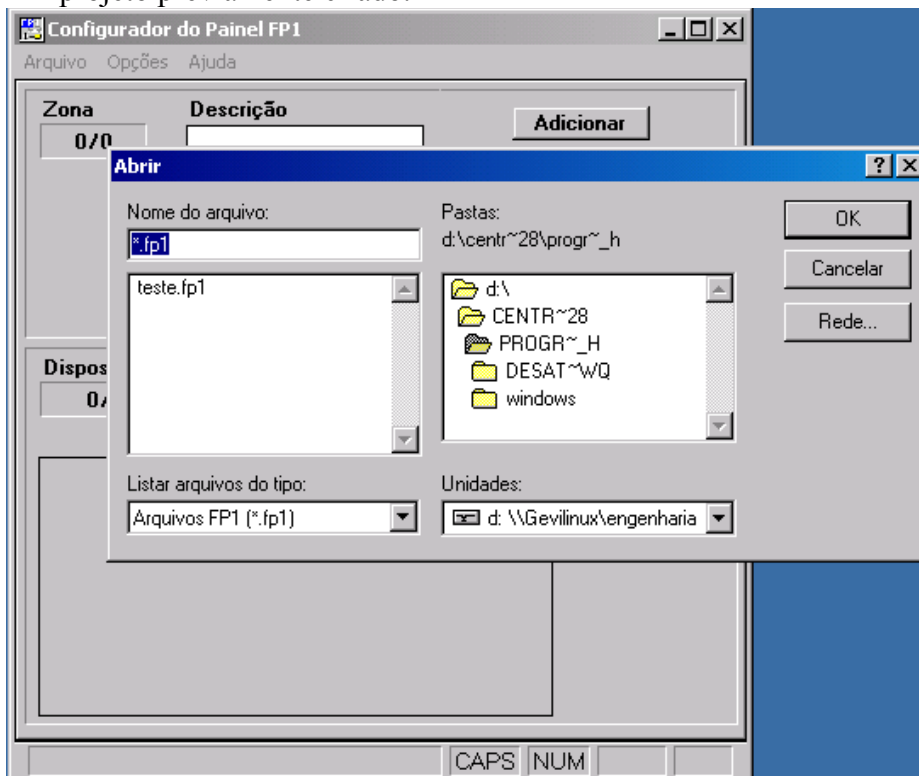 Configurador do Painel FP1
Arquivo Opções Ajuda
Zona Descrição
0/0
Adicionar
Abrir
Nome do arquivo:
*.fp1
teste.fp1
Pastas:
d:\centr~28\progr~_h
d:\
CENTR~28
PROGR~_H
DESAT~WQ
windows
OK
Cancelar
Rede...
Dispos
0/
Listar arquivos do tipo:
Arquivos FP1 (*.fp1)
Unidades:
d: \\Gevilinux\engenharia
CAPS NUM